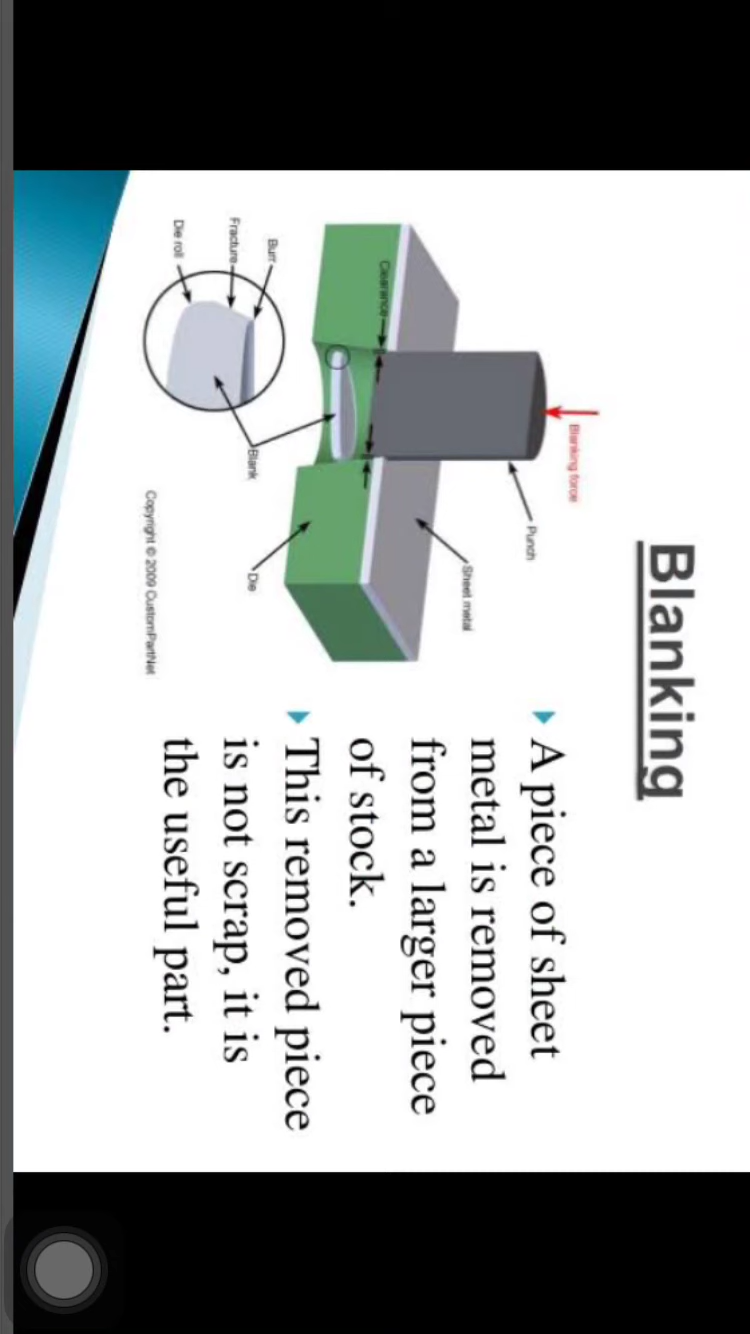 Blanking
A piece of sheet
metal is removed
from a larger piece
of stock.
This removed piece
is not scrap, it is
the useful part.
Blanking force
Punch
Sheet metal
Clearance
Blank
Die
Burr
Fracture
Die roll
Copyright © 2009 CustomPartNet